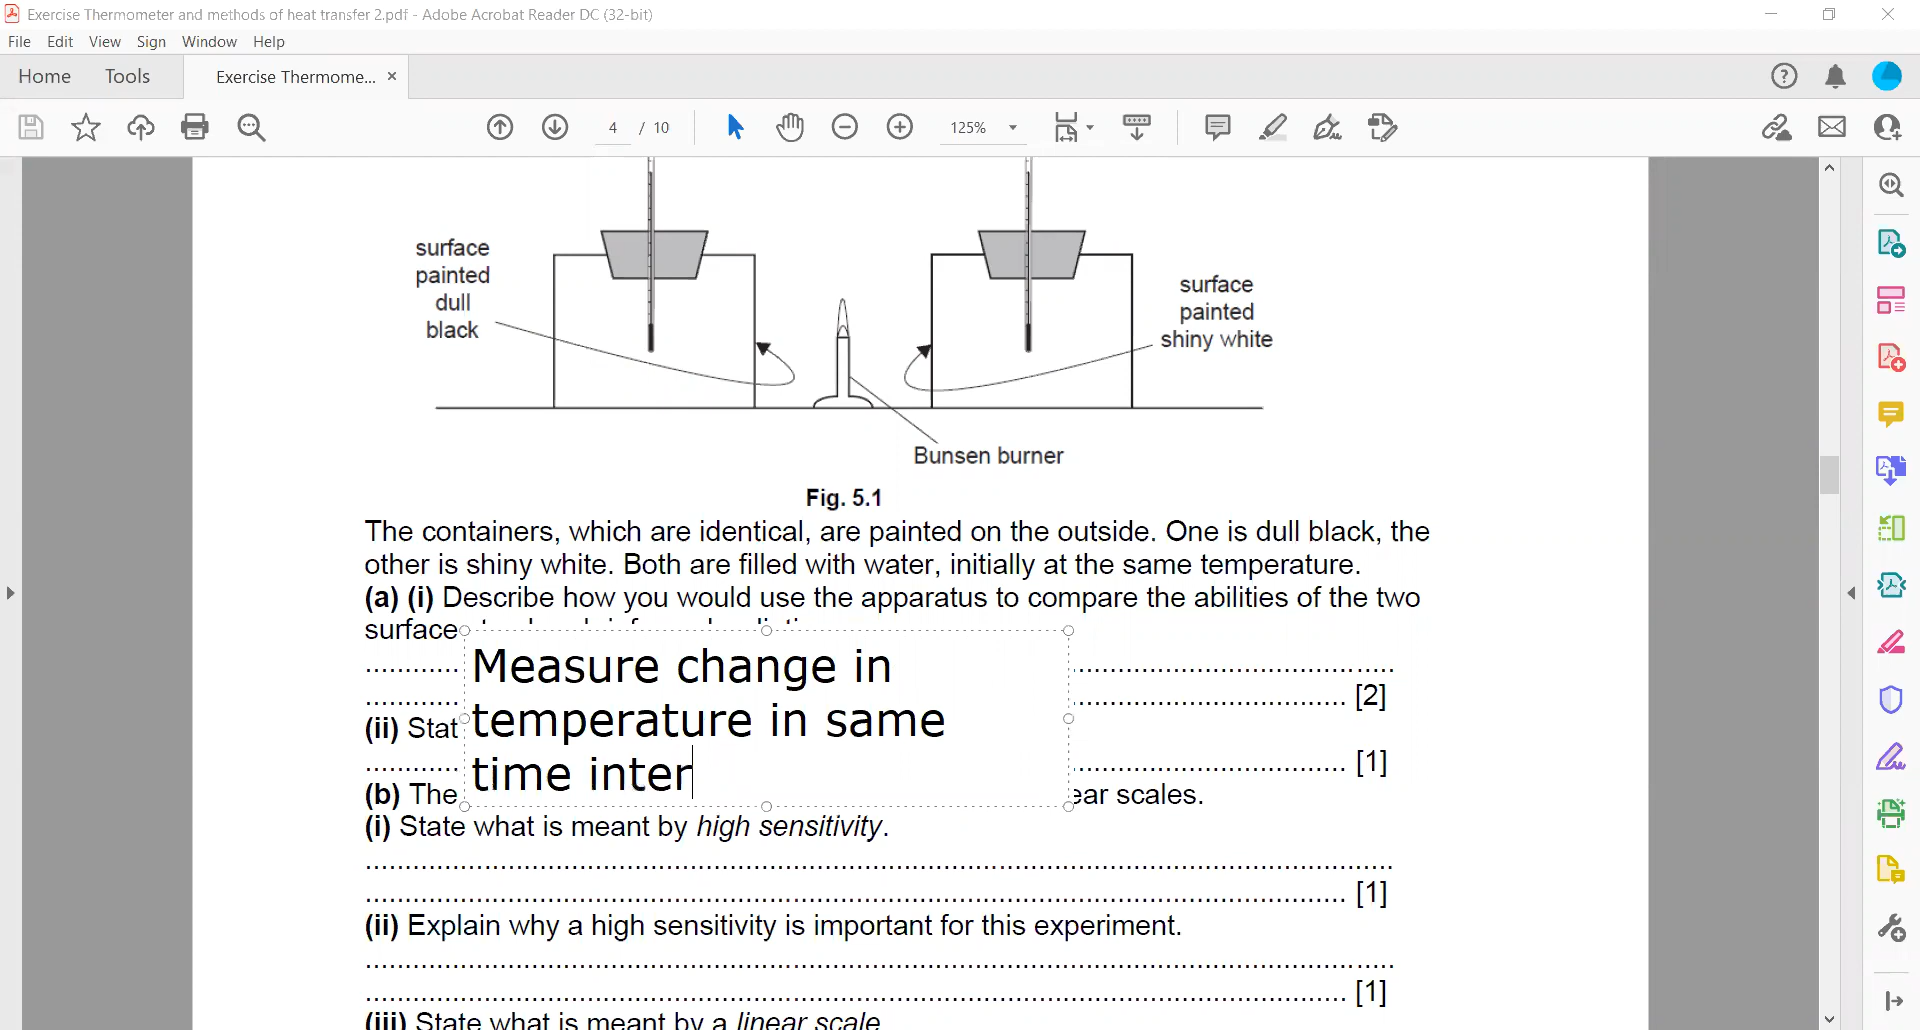 Exercise Thermometer and methods of heat transfer 2.pdf - Adobe Acrobat Reader DC (32-bit)
File Edit View Sign Window Help
Home Tools Exercise Thermome... ×
4 / 10 125%
surface
painted
dull
black
surface
painted
shiny white
Bunsen burner
Fig. 5.1
The containers, which are identical, are painted on the outside. One is dull black, the
other is shiny white. Both are filled with water, initially at the same temperature.
(a) (i) Describe how you would use the apparatus to compare the abilities of the two
surface
Measure change in
temperature in same
time inter
............ ..................................... [2]
(ii) Stat
............ ..................................... [1]
(b) The ear scales.
(i) State what is meant by high sensitivity.
........................................................................................................
................................................................................................... [1]
(ii) Explain why a high sensitivity is important for this experiment.
........................................................................................................
................................................................................................... [1]
(iii) State what is meant by a linear scale